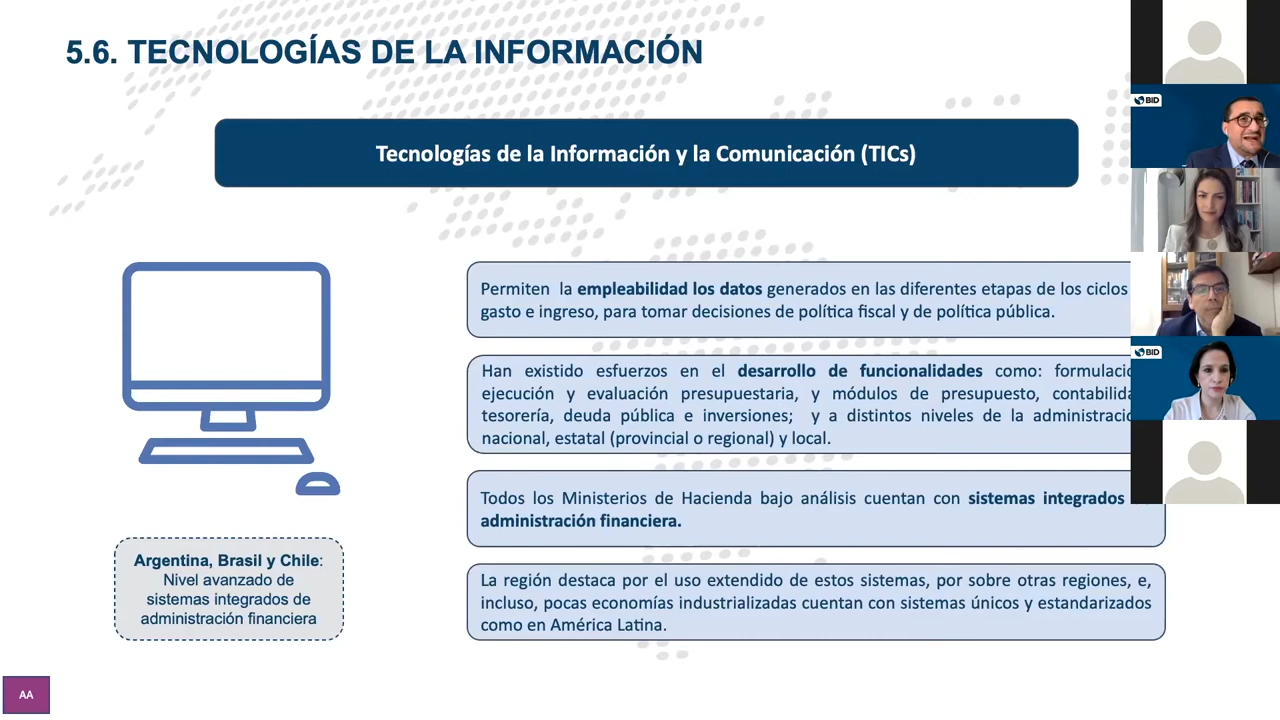 5.6. TECNOLOGÍAS DE LA INFORMACIÓN
Tecnologías de la Información y la Comunicación (TICs)
Permiten la empleabilidad los datos generados en las diferentes etapas de los ciclos
gasto e ingreso, para tomar decisiones de política fiscal y de política pública.
Han existido esfuerzos en el desarrollo de funcionalidades como:
ejecución y evaluación presupuestaria, y módulos de presupuesto,
tesorería, deuda pública e inversiones; y a distintos niveles de la
nacional, estatal (provincial o regional) y local.
Todos los Ministerios de Hacienda bajo análisis cuentan con sistemas integrados
administración financiera.
La región destaca por el uso extendido de estos sistemas, por sobre otras regiones, e,
incluso, pocas economías industrializadas cuentan con sistemas únicos y estandarizados
como en América Latina.
Argentina, Brasil y Chile:
Nivel avanzado de
sistemas integrados de
administración financiera
AA
BID
BID